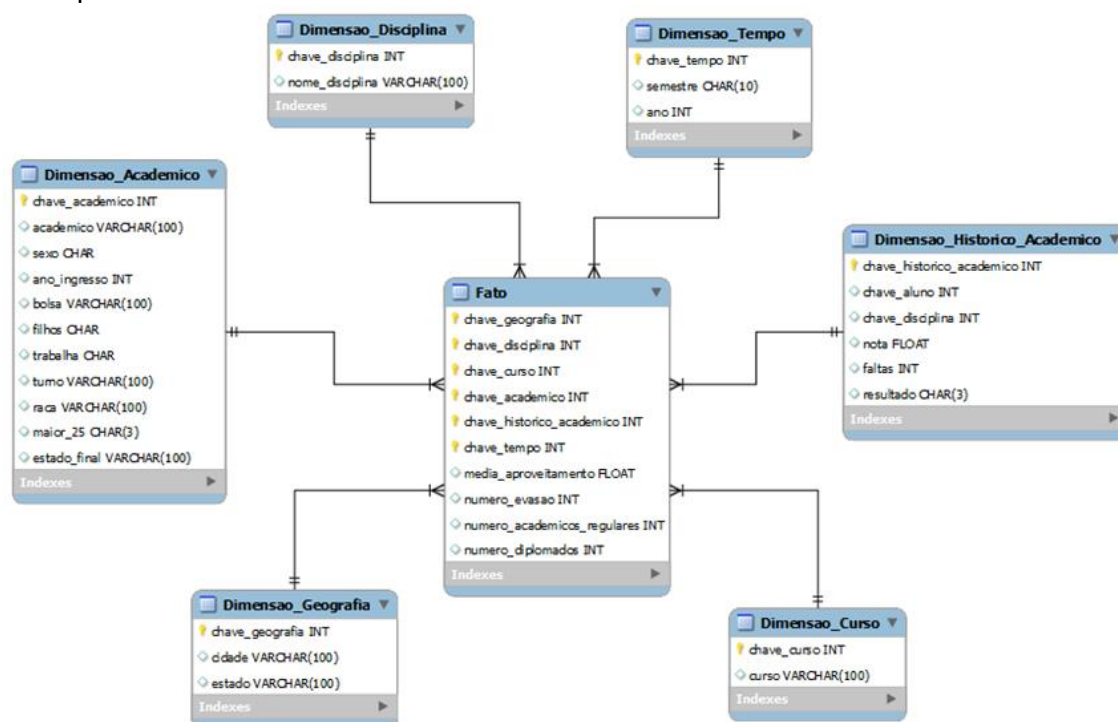 Dimensao_Disciplina
chave_disciplina INT
nome_disciplina VARCHAR(100)
Indexes
Dimensao_Tempo
chave_tempo INT
semestre CHAR(10)
ano INT
Indexes
Dimensao_Academico
chave_academico INT
academico VARCHAR(100)
sexo CHAR
ano_ingresso INT
bolsa VARCHAR(100)
filhos CHAR
trabalha CHAR
turno VARCHAR(100)
raca VARCHAR(100)
maior_25 CHAR(3)
estado_final VARCHAR(100)
Indexes
Dimensao_Historico_Academico
chave_historico_academico INT
chave_aluno INT
chave_disciplina INT
nota FLOAT
faltas INT
resultado CHAR(3)
Indexes
Fato
chave_geografia INT
chave_disciplina INT
chave_curso INT
chave_academico INT
chave_historico_academico INT
chave_tempo INT
media_aproveitamento FLOAT
numero_evasao INT
numero_academicos_regulares INT
numero_diplomados INT
Indexes
Dimensao_Geografia
chave_geografia INT
cidade VARCHAR(100)
estado VARCHAR(100)
Indexes
Dimensao_Curso
chave_curso INT
curso VARCHAR(100)
Indexes